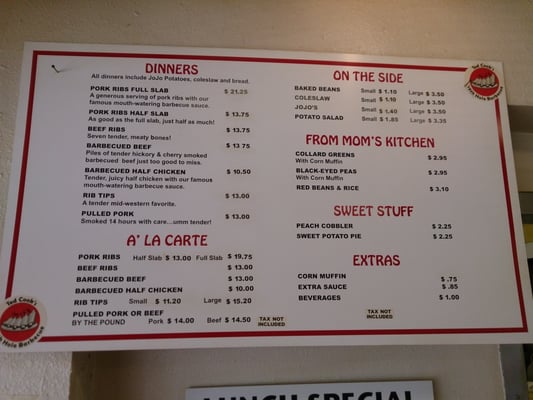 DINNERS
All dinners include JoJo Potatoes, coleslaw and bread.
PORK RIBS FULL SLAB $ 21.25
A generous serving of pork ribs with our
famous mouth-watering barbecue sauce.
PORK RIBS HALF SLAB $ 13.75
As good as the full slab, just half as much!
BEEF RIBS $ 13.75
Seven tender, meaty bones!
BARBECUED BEEF $ 13.75
Piles of tender hickory & cherry smoked
barbecued beef just too good to miss.
BARBECUED HALF CHICKEN $ 10.50
Tender, juicy half chicken with our famous
mouth-watering barbecue sauce.
RIB TIPS $ 13.00
A tender mid-western favorite.
PULLED PORK $ 13.00
Smoked 14 hours with care...umm tender!
A' LA CARTE
PORK RIBS Half Slab $ 13.00 Full Slab $ 19.75
BEEF RIBS $ 13.00
BARBECUED BEEF $ 13.00
BARBECUED HALF CHICKEN $ 10.00
RIB TIPS Small $ 11.20 Large $ 15.20
PULLED PORK OR BEEF
BY THE POUND Pork $ 14.00 Beef $ 14.50
TAX NOT
INCLUDED
Ted Cook's
Hole Barbecue
ON THE SIDE
BAKED BEANS Small $ 1.10 Large $ 3.50
COLESLAW Small $ 1.10 Large $ 3.50
JOJO'S Small $ 1.40 Large $ 3.50
POTATO SALAD Small $ 1.85 Large $ 3.35
FROM MOM'S KITCHEN
COLLARD GREENS $ 2.95
With Corn Muffin
BLACK-EYED PEAS $ 2.95
With Corn Muffin
RED BEANS & RICE $ 3.10
SWEET STUFF
PEACH COBBLER $ 2.25
SWEET POTATO PIE $ 2.25
EXTRAS
CORN MUFFIN $ .75
EXTRA SAUCE $ .85
BEVERAGES $ 1.00
TAX NOT
INCLUDED
Ted Cook's
Hole Barbecue
LUNCH SPECIAL